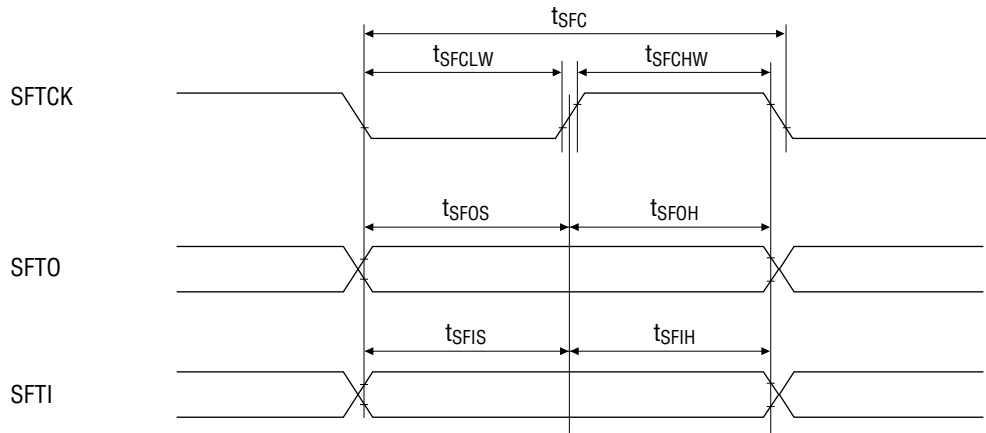 tSFC
tSFCLW tSFCHW
SFTCK
tSFOS tSFOH
SFTO
tSFIS tSFIH
SFTI